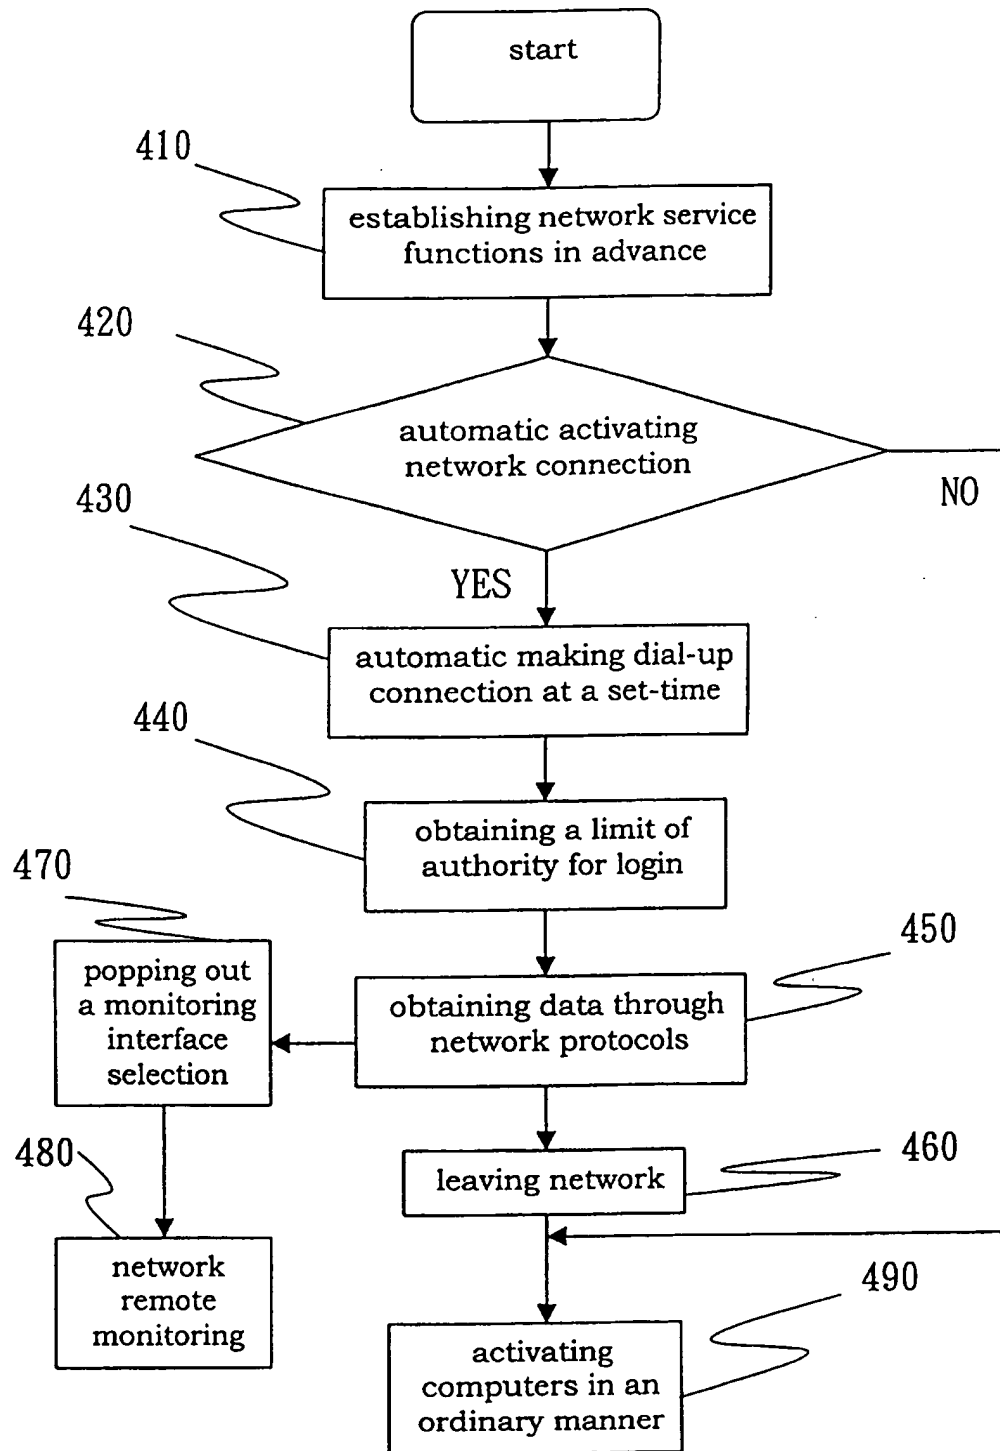 start
410
establishing network service
functions in advance
420
automatic activating
network connection
NO
430
YES
automatic making dial-up
connection at a set-time
440
obtaining a limit of
authority for login
470
popping out
a monitoring
interface
selection
450
obtaining data through
network protocols
460
leaving network
480
network
remote
monitoring
490
activating
computers in an
ordinary manner